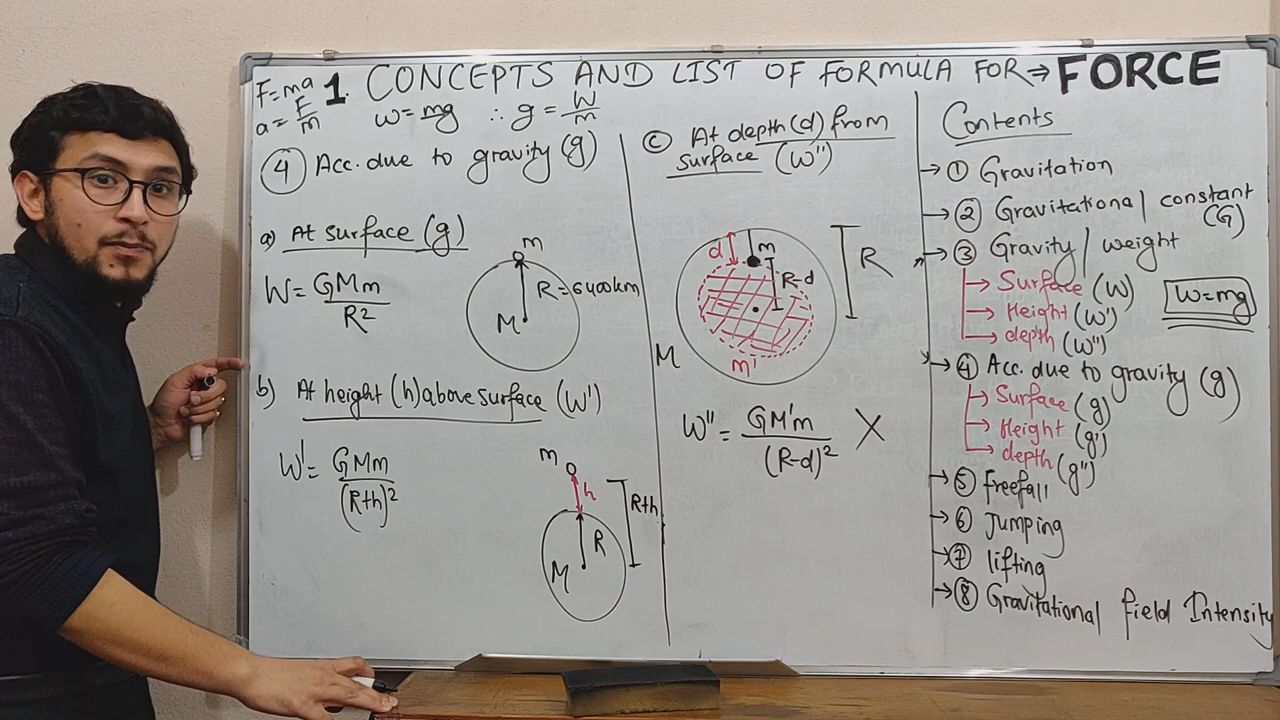 1. CONCEPTS AND LIST OF FORMULA FOR → FORCE
F=ma
a = F/m
w=mg ∴ g = W/m
④ Acc. due to gravity (g)
a) At surface (g)
W = GMm/R²
m
R=6400km
M
b) At height (h) above surface (W')
W' = GMm/(R+h)²
m
h
R+h
R
M
c) At depth (d) from
surface (W'')
d
m
R-d
R
M
m'
W'' = GM'm/(R-d)² X
Contents
→ ① Gravitation
→ ② Gravitational constant
(G)
→ ③ Gravity / weight
→ Surface (W)
→ Height (W')
→ depth (W'')
W=mg
→ ④ Acc. due to gravity (g)
→ Surface (g)
→ Height (g')
→ depth (g'')
→ ⑤ freefall
→ ⑥ Jumping
→ ⑦ lifting
→ ⑧ Gravitational field Intensity